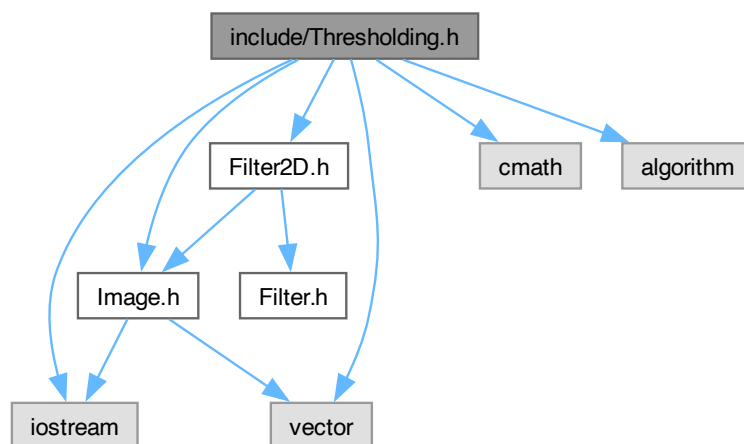 include/Thresholding.h
Filter2D.h
cmath
algorithm
Image.h
Filter.h
iostream
vector